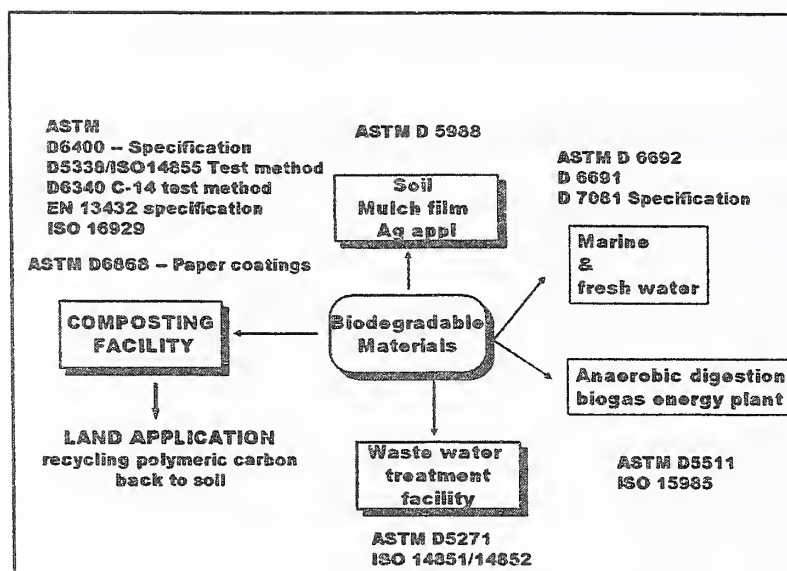 ASTM
D6400 – Specification
D5338/ISO14855 Test method
D6340 C-14 test method
EN 13432 specification
ISO 16929
ASTM D6868 – Paper coatings
COMPOSTING
FACILITY
LAND APPLICATION
recycling polymeric carbon
back to soil
ASTM D 5988
Soil
Mulch film
Ag appl
Biodegradable
Materials
Waste water
treatment
facility
ASTM D5271
ISO 14851/14852
ASTM D 6692
D 6691
D 7081 Specification
Marine
&
fresh water
Anaerobic digestion
biogas energy plant
ASTM D5511
ISO 15985